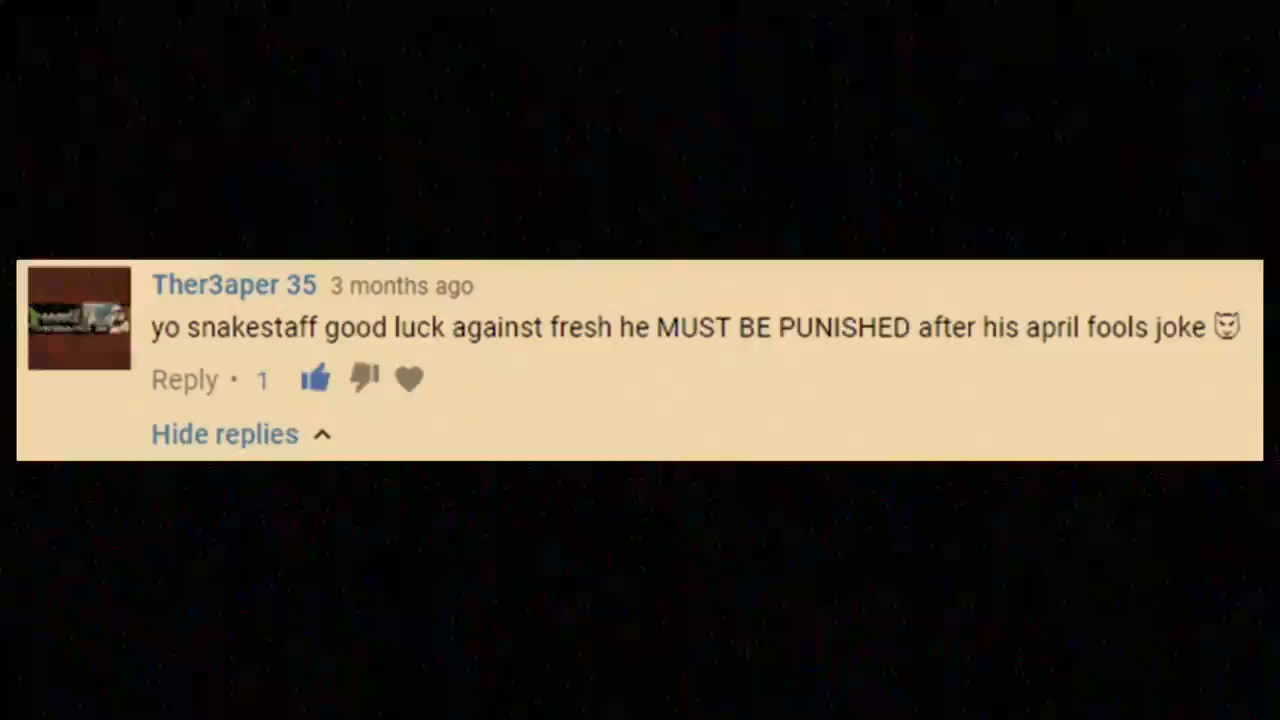 Ther3aper 35 3 months ago
yo snakestaff good luck against fresh he MUST BE PUNISHED after his april fools joke 😈
Reply • 1
Hide replies